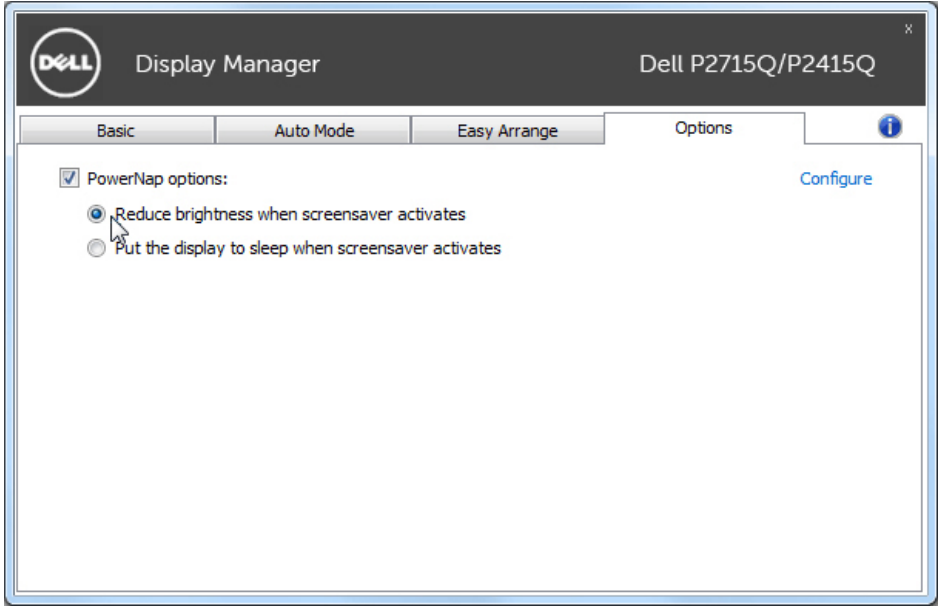 DELL Display Manager Dell P2715Q/P2415Q x
Basic Auto Mode Easy Arrange Options i
PowerNap options: Configure
Reduce brightness when screensaver activates
Put the display to sleep when screensaver activates